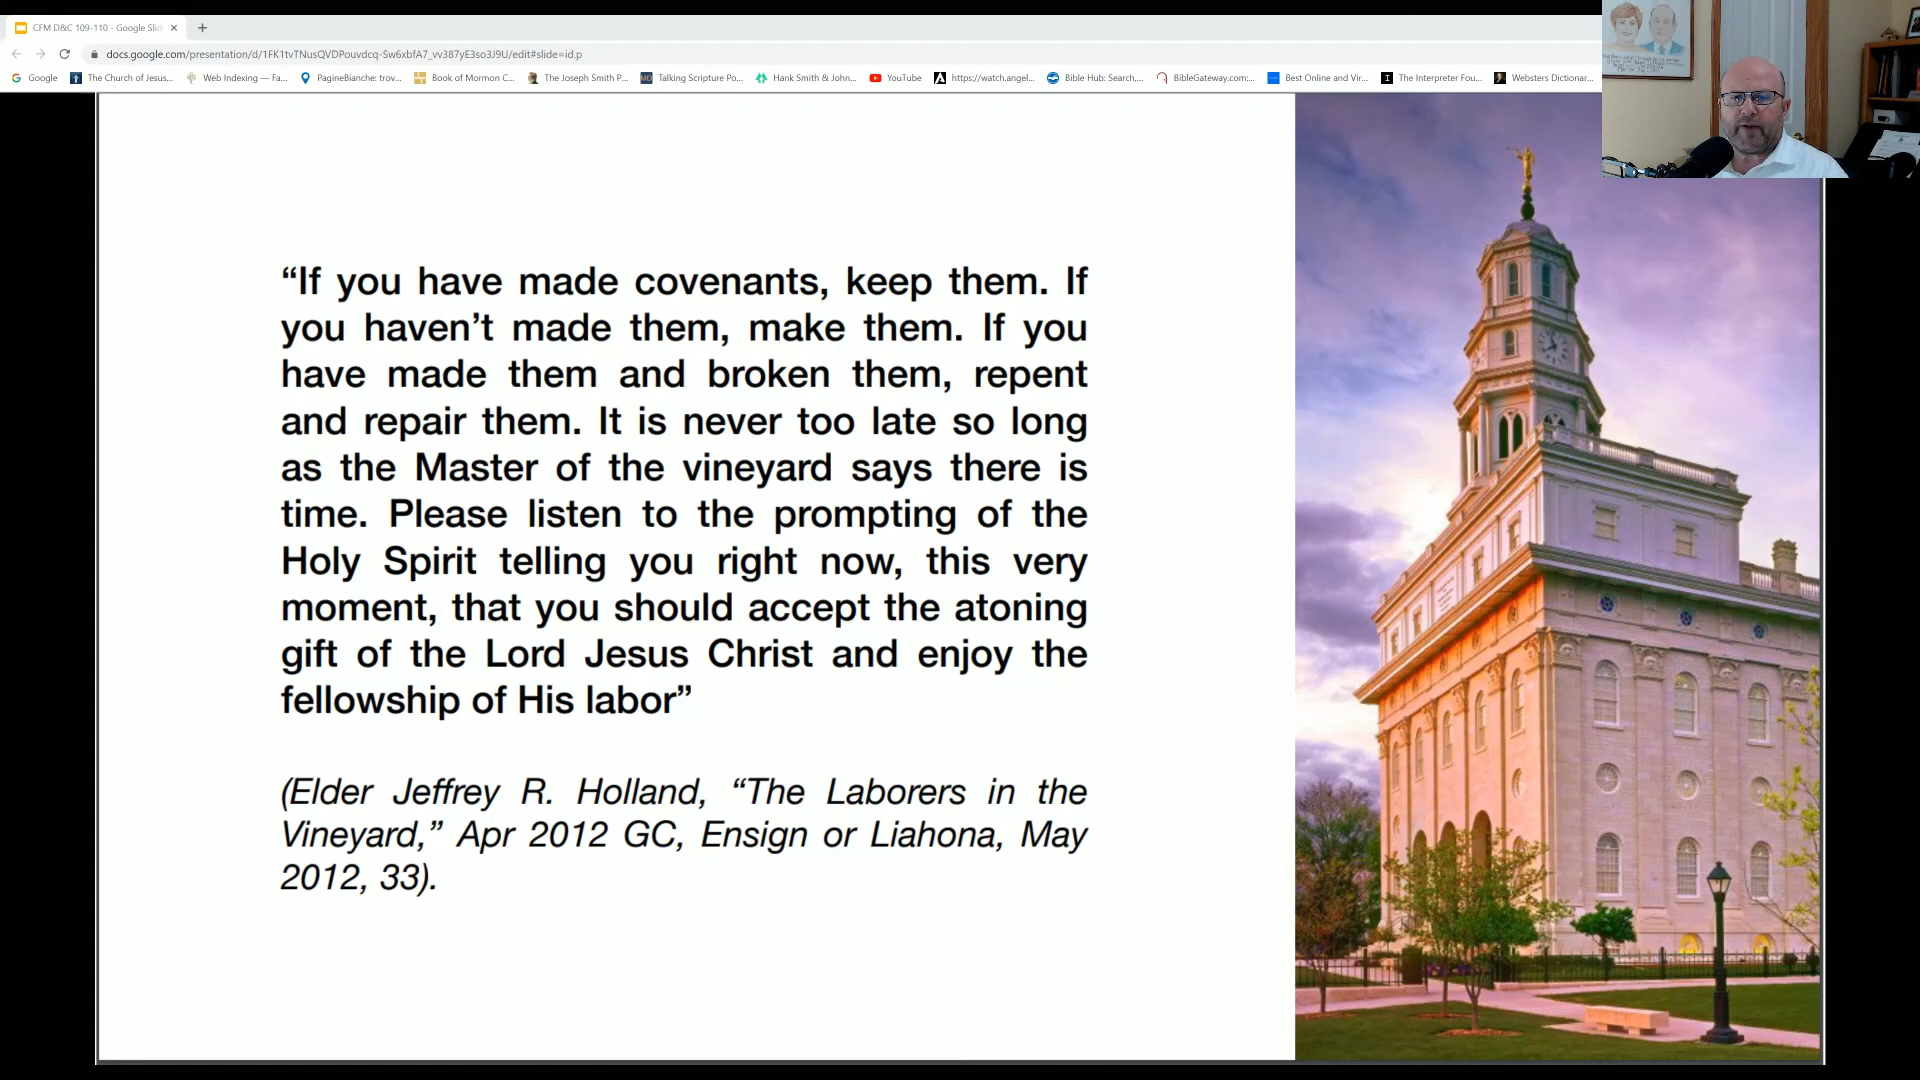 CFM D&C 109-110 - Google Slid
docs.google.com/presentation/d/1FK1tvTNusQVDPouvdcq-Sw6xbfA7_vv387yE3so3J9U/edit#slide=id.p
Google
The Church of Jesus...
Web Indexing — Fa...
PagineBianche: trov...
Book of Mormon C...
The Joseph Smith P...
Talking Scripture Po...
Hank Smith & John...
YouTube
https://watch.angel...
Bible Hub: Search,...
BibleGateway.com:...
Best Online and Vir...
The Interpreter Fou...
Websters Dictionar...
“If you have made covenants, keep them. If
you haven’t made them, make them. If you
have made them and broken them, repent
and repair them. It is never too late so long
as the Master of the vineyard says there is
time. Please listen to the prompting of the
Holy Spirit telling you right now, this very
moment, that you should accept the atoning
gift of the Lord Jesus Christ and enjoy the
fellowship of His labor”
(Elder Jeffrey R. Holland, “The Laborers in the
Vineyard,” Apr 2012 GC, Ensign or Liahona, May
2012, 33).